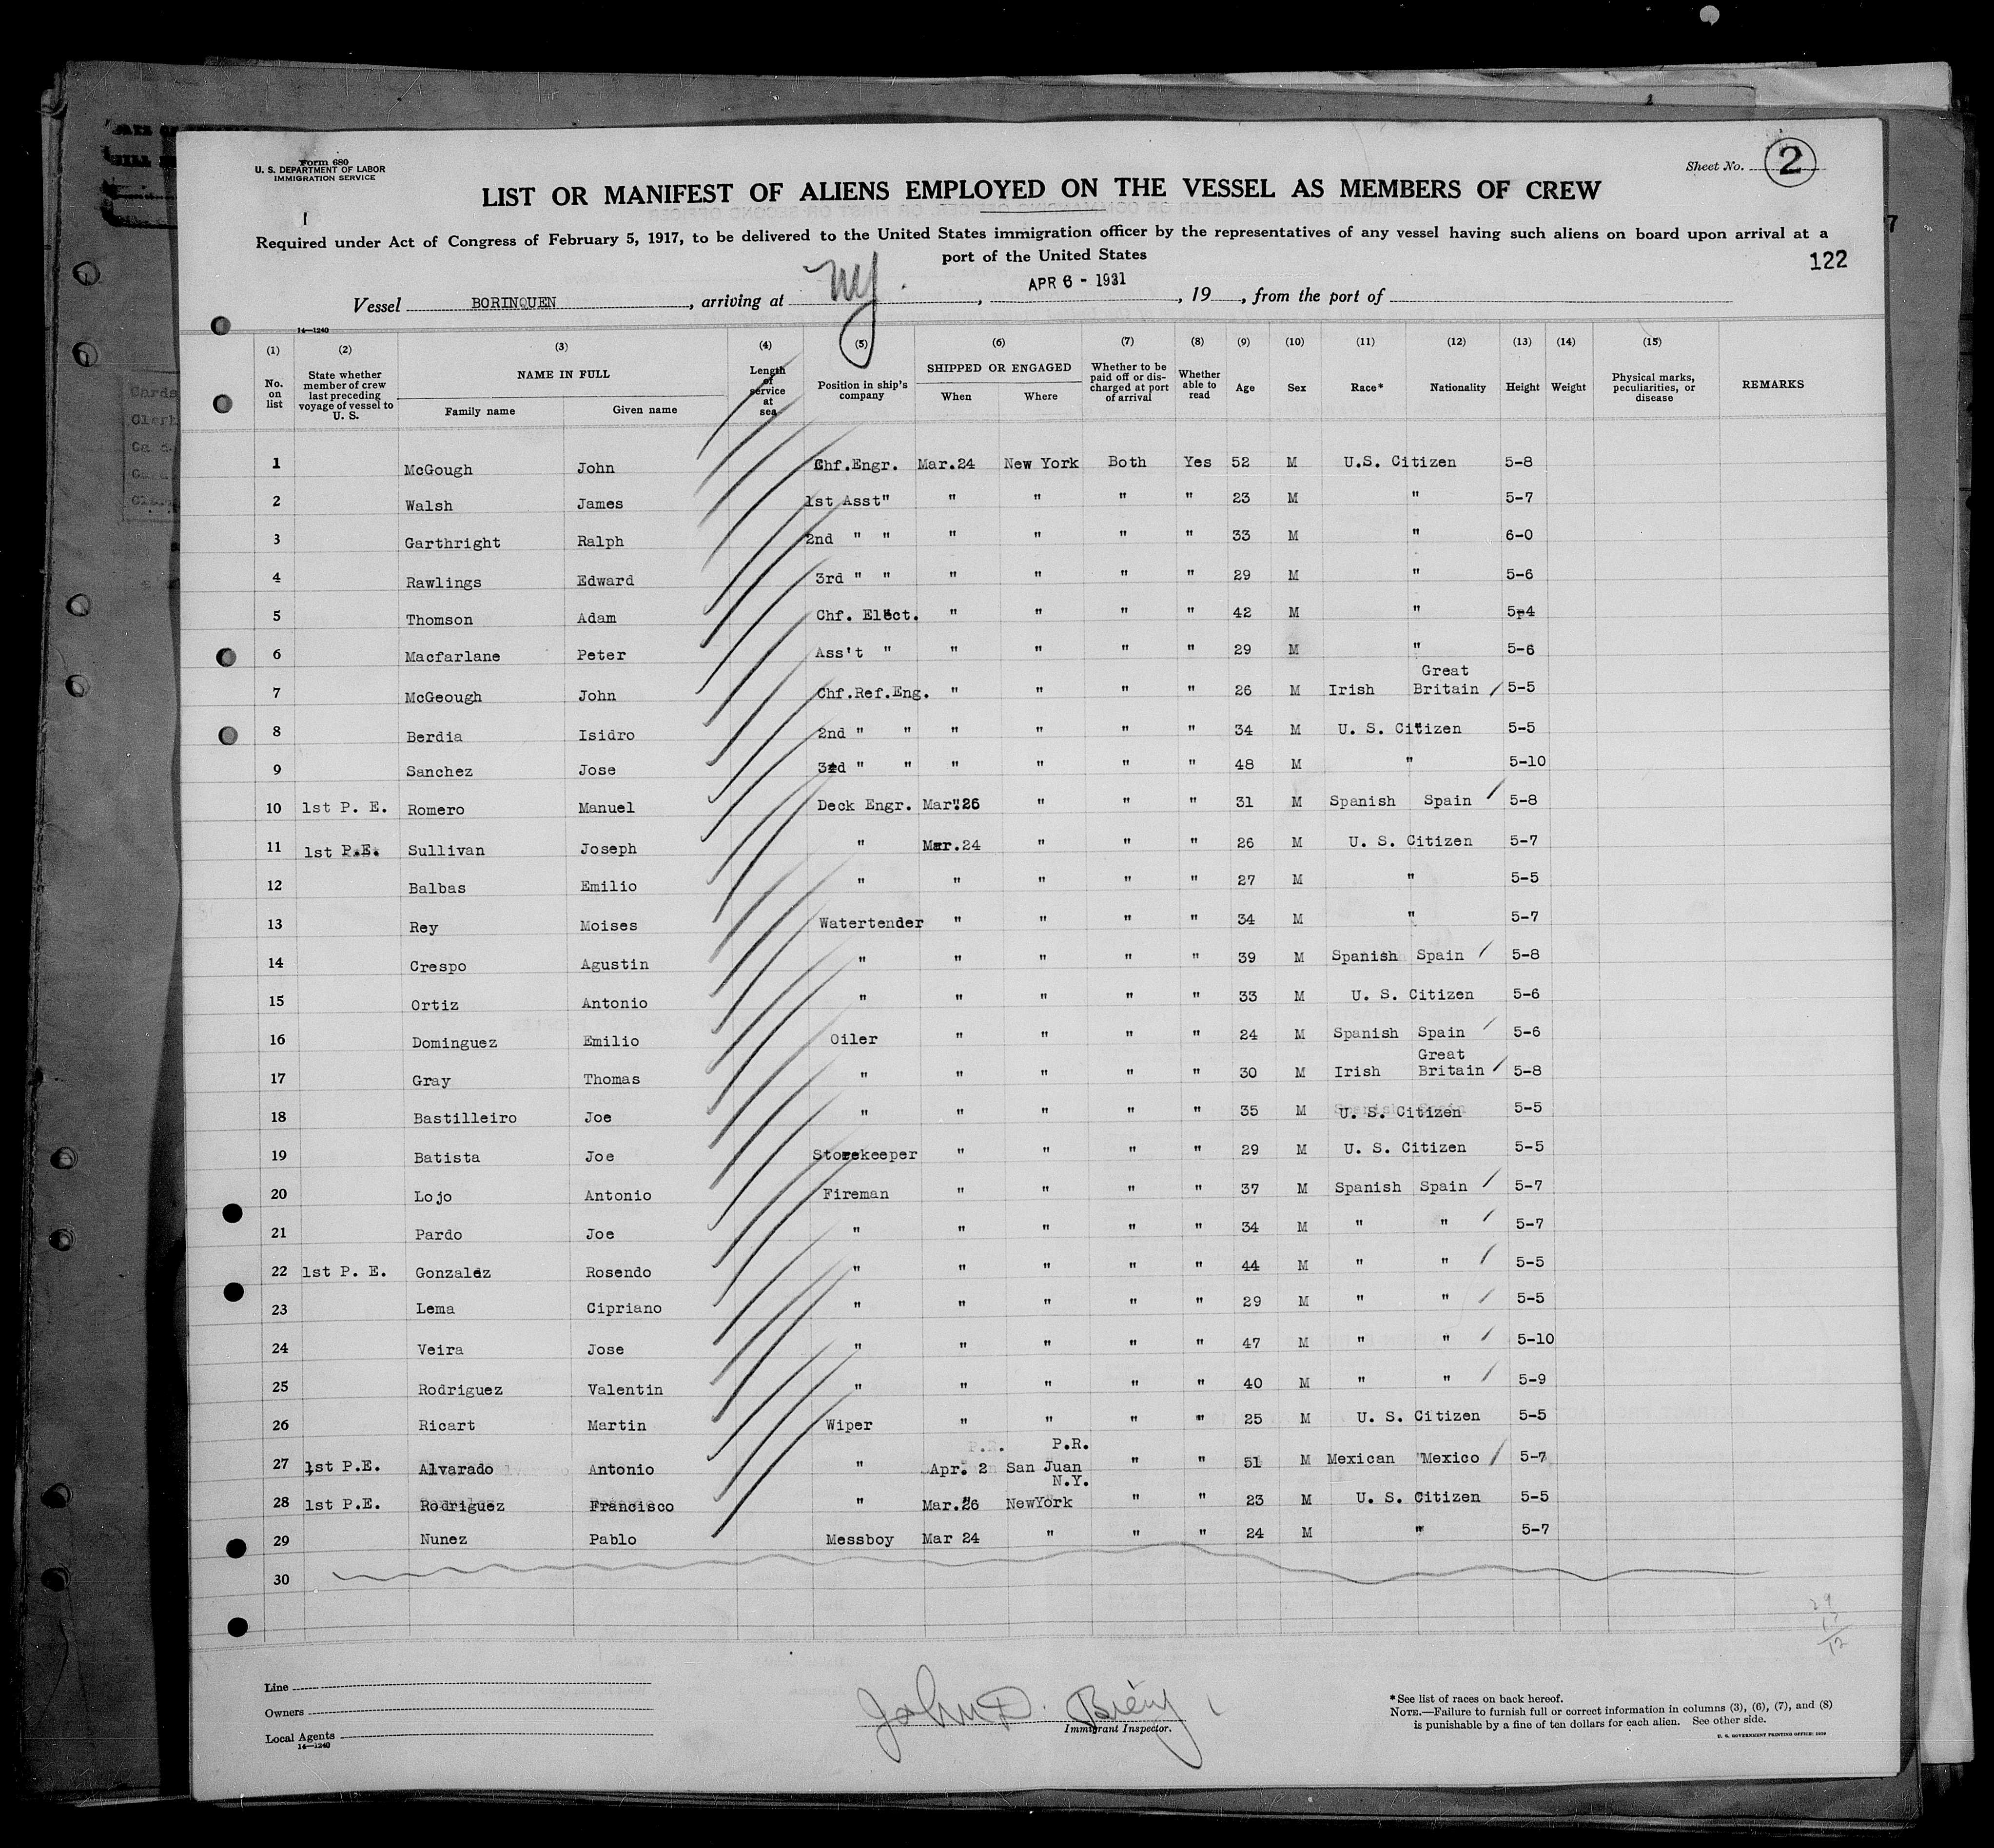 Form 680
U. S. DEPARTMENT OF LABOR
IMMIGRATION SERVICE
Sheet No. 2
LIST OR MANIFEST OF ALIENS EMPLOYED ON THE VESSEL AS MEMBERS OF CREW
Required under Act of Congress of February 5, 1917, to be delivered to the United States immigration officer by the representatives of any vessel having such aliens on board upon arrival at a
port of the United States
122
Vessel BORINQUEN, arriving at NY., APR 6 - 1931, 19, from the port of
14—1240
(1) (2) (3) (4) (5) (6) (7) (8) (9) (10) (11) (12) (13) (14) (15)
No. on list State whether member of crew last preceding voyage of vessel to U. S. NAME IN FULL Family name Given name Length of service at sea Position in ship's company SHIPPED OR ENGAGED When Where Whether to be paid off or discharged at port of arrival Whether able to read Age Sex Race* Nationality Height Weight Physical marks, peculiarities, or disease REMARKS
1 McGough John Chf.Engr. Mar.24 New York Both Yes 52 M U.S. Citizen 5-8
2 Walsh James 1st Asst" " " " " 23 M " 5-7
3 Garthright Ralph 2nd " " " " " " 33 M " 6-0
4 Rawlings Edward 3rd " " " " " " 29 M " 5-6
5 Thomson Adam Chf. Elect. " " " " 42 M " 5-4
6 Macfarlane Peter Ass't " " " " " 29 M " 5-6
7 McGeough John Chf.Ref.Eng. " " " " 26 M Irish Great Britain 5-5
8 Berdia Isidro 2nd " " " " " " 34 M U. S. Citizen 5-5
9 Sanchez Jose 3rd " " " " " " 48 M " 5-10
10 1st P. E. Romero Manuel Deck Engr. Mar.26 " " " 31 M Spanish Spain 5-8
11 1st P.E. Sullivan Joseph " Mar.24 " " " 26 M U. S. Citizen 5-7
12 Balbas Emilio " " " " " 27 M " 5-5
13 Rey Moises Watertender " " " " 34 M " 5-7
14 Crespo Agustin " " " " " 39 M Spanish Spain 5-8
15 Ortiz Antonio " " " " " 33 M U. S. Citizen 5-6
16 Dominguez Emilio Oiler " " " " 24 M Spanish Spain 5-6
17 Gray Thomas " " " " " 30 M Irish Great Britain 5-8
18 Bastilleiro Joe " " " " " 35 M U. S. Citizen 5-5
19 Batista Joe Storekeeper " " " " 29 M U. S. Citizen 5-5
20 Lojo Antonio Fireman " " " " 37 M Spanish Spain 5-7
21 Pardo Joe " " " " " 34 M " " 5-7
22 1st P. E. Gonzalez Rosendo " " " " " 44 M " " 5-5
23 Lema Cipriano " " " " " 29 M " " 5-5
24 Veira Jose " " " " " 47 M " " 5-10
25 Rodriguez Valentin " " " " " 40 M " " 5-9
26 Ricart Martin Wiper " " " " 25 M U. S. Citizen 5-5
27 1st P.E. Alvarado Antonio " Apr. 2 San Juan P.R. " " 51 M Mexican Mexico 5-7
28 1st P.E. Rodriguez Francisco " Mar.26 NewYork N.Y. " " 23 M U. S. Citizen 5-5
29 Nunez Pablo Messboy Mar 24 " " " 24 M " 5-7
30
29
17
12
Line
Owners
Local Agents
14—1240
John D.
Immigrant Inspector.
*See list of races on back hereof.
NOTE.—Failure to furnish full or correct information in columns (3), (6), (7), and (8)
is punishable by a fine of ten dollars for each alien. See other side.
U. S. GOVERNMENT PRINTING OFFICE: 1929